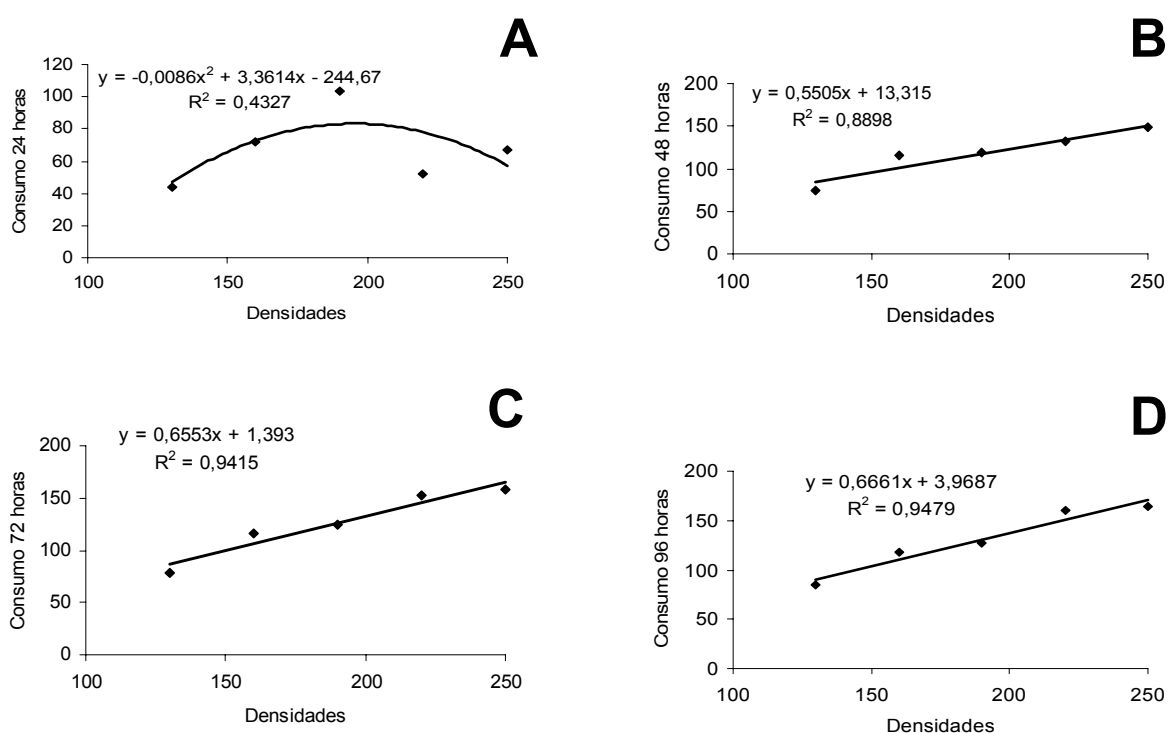 A
y = -0,0086x² + 3,3614x - 244,67
R² = 0,4327
Consumo 24 horas
120
100
80
60
40
20
0
100 150 200 250
Densidades
B
y = 0,5505x + 13,315
R² = 0,8898
Consumo 48 horas
200
150
100
50
0
100 150 200 250
Densidades
C
y = 0,6553x + 1,393
R² = 0,9415
Consumo 72 horas
200
150
100
50
0
100 150 200 250
Densidades
D
y = 0,6661x + 3,9687
R² = 0,9479
Consumo 96 horas
200
150
100
50
0
100 150 200 250
Densidades